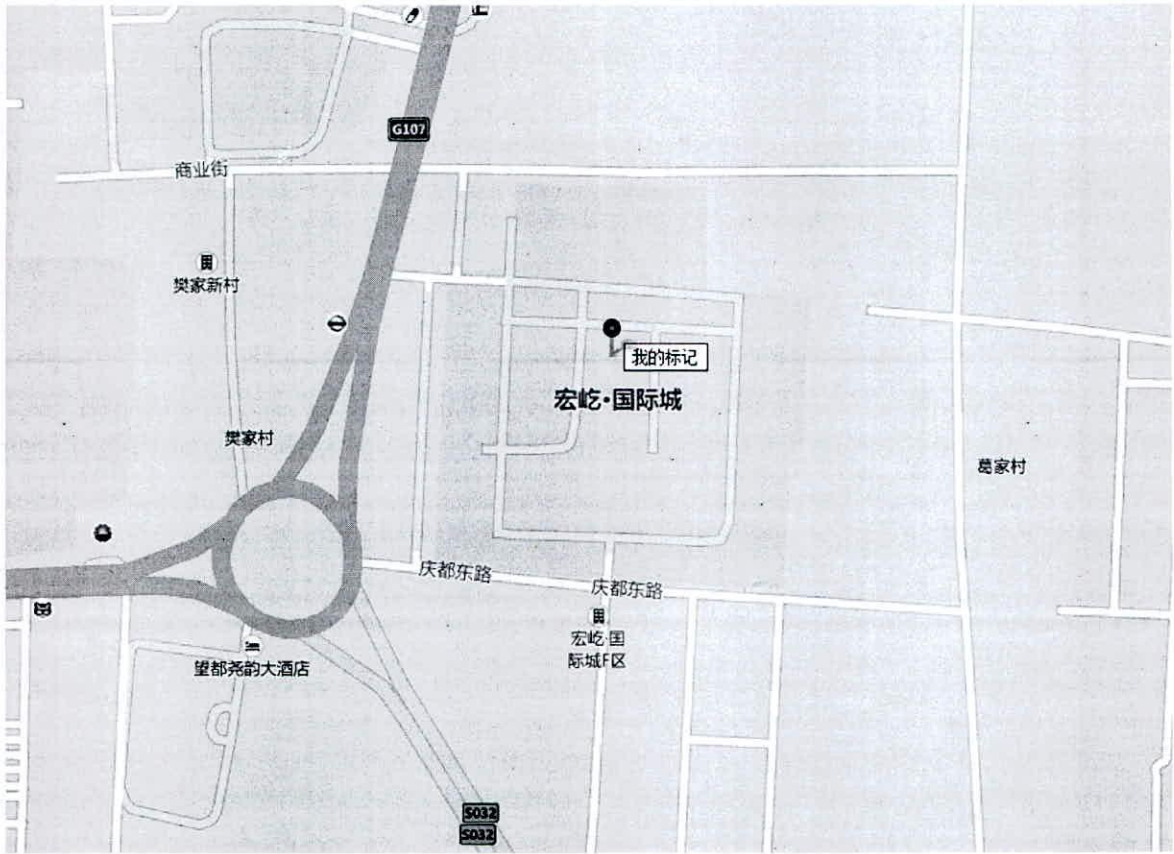 G107
商业街
樊家新村
我的标记
宏屹·国际城
樊家村
葛家村
庆都东路
庆都东路
宏屹·国
际城F区
望都尧韵大酒店
S032
S032